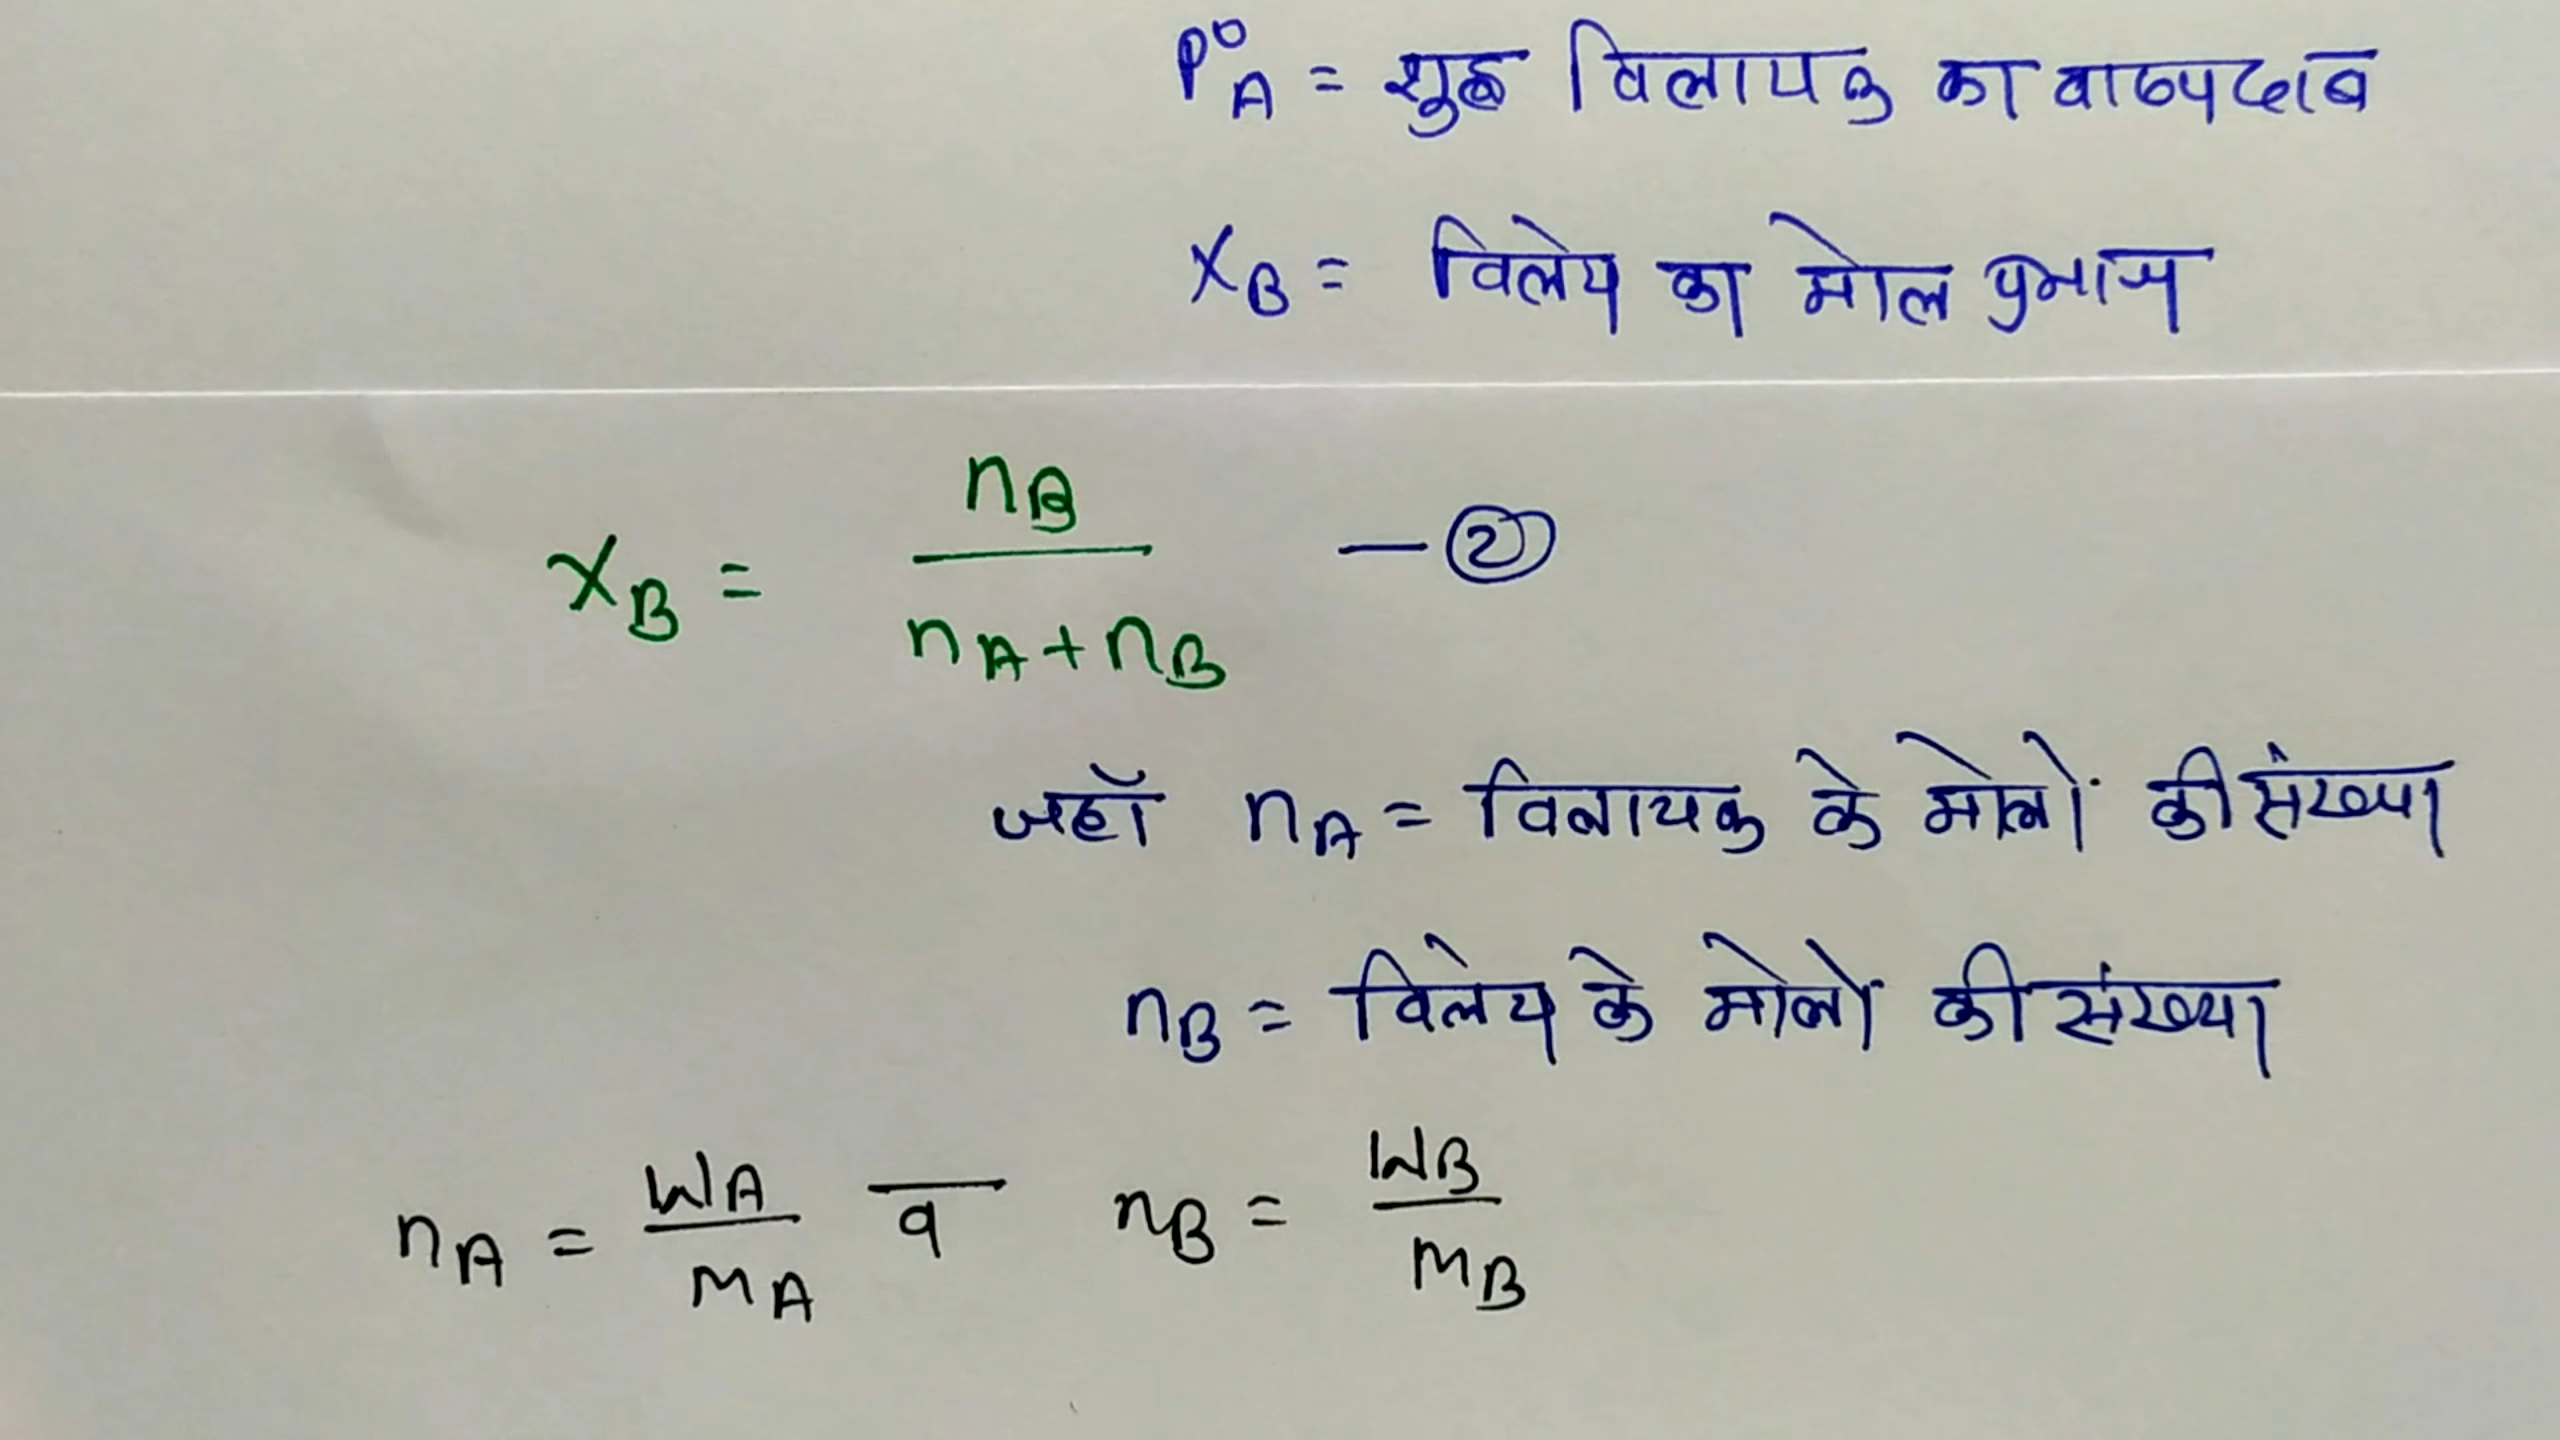 P°A = शुद्ध विलायक का वाष्पदाब
xB = विलेय का मोल प्रभाज
xB = nB / nA + nB — ②
जहाँ nA = विलायक के मोलों की संख्या
nB = विलेय के मोलो की संख्या
nA = WA / MA व nB = WB / MB